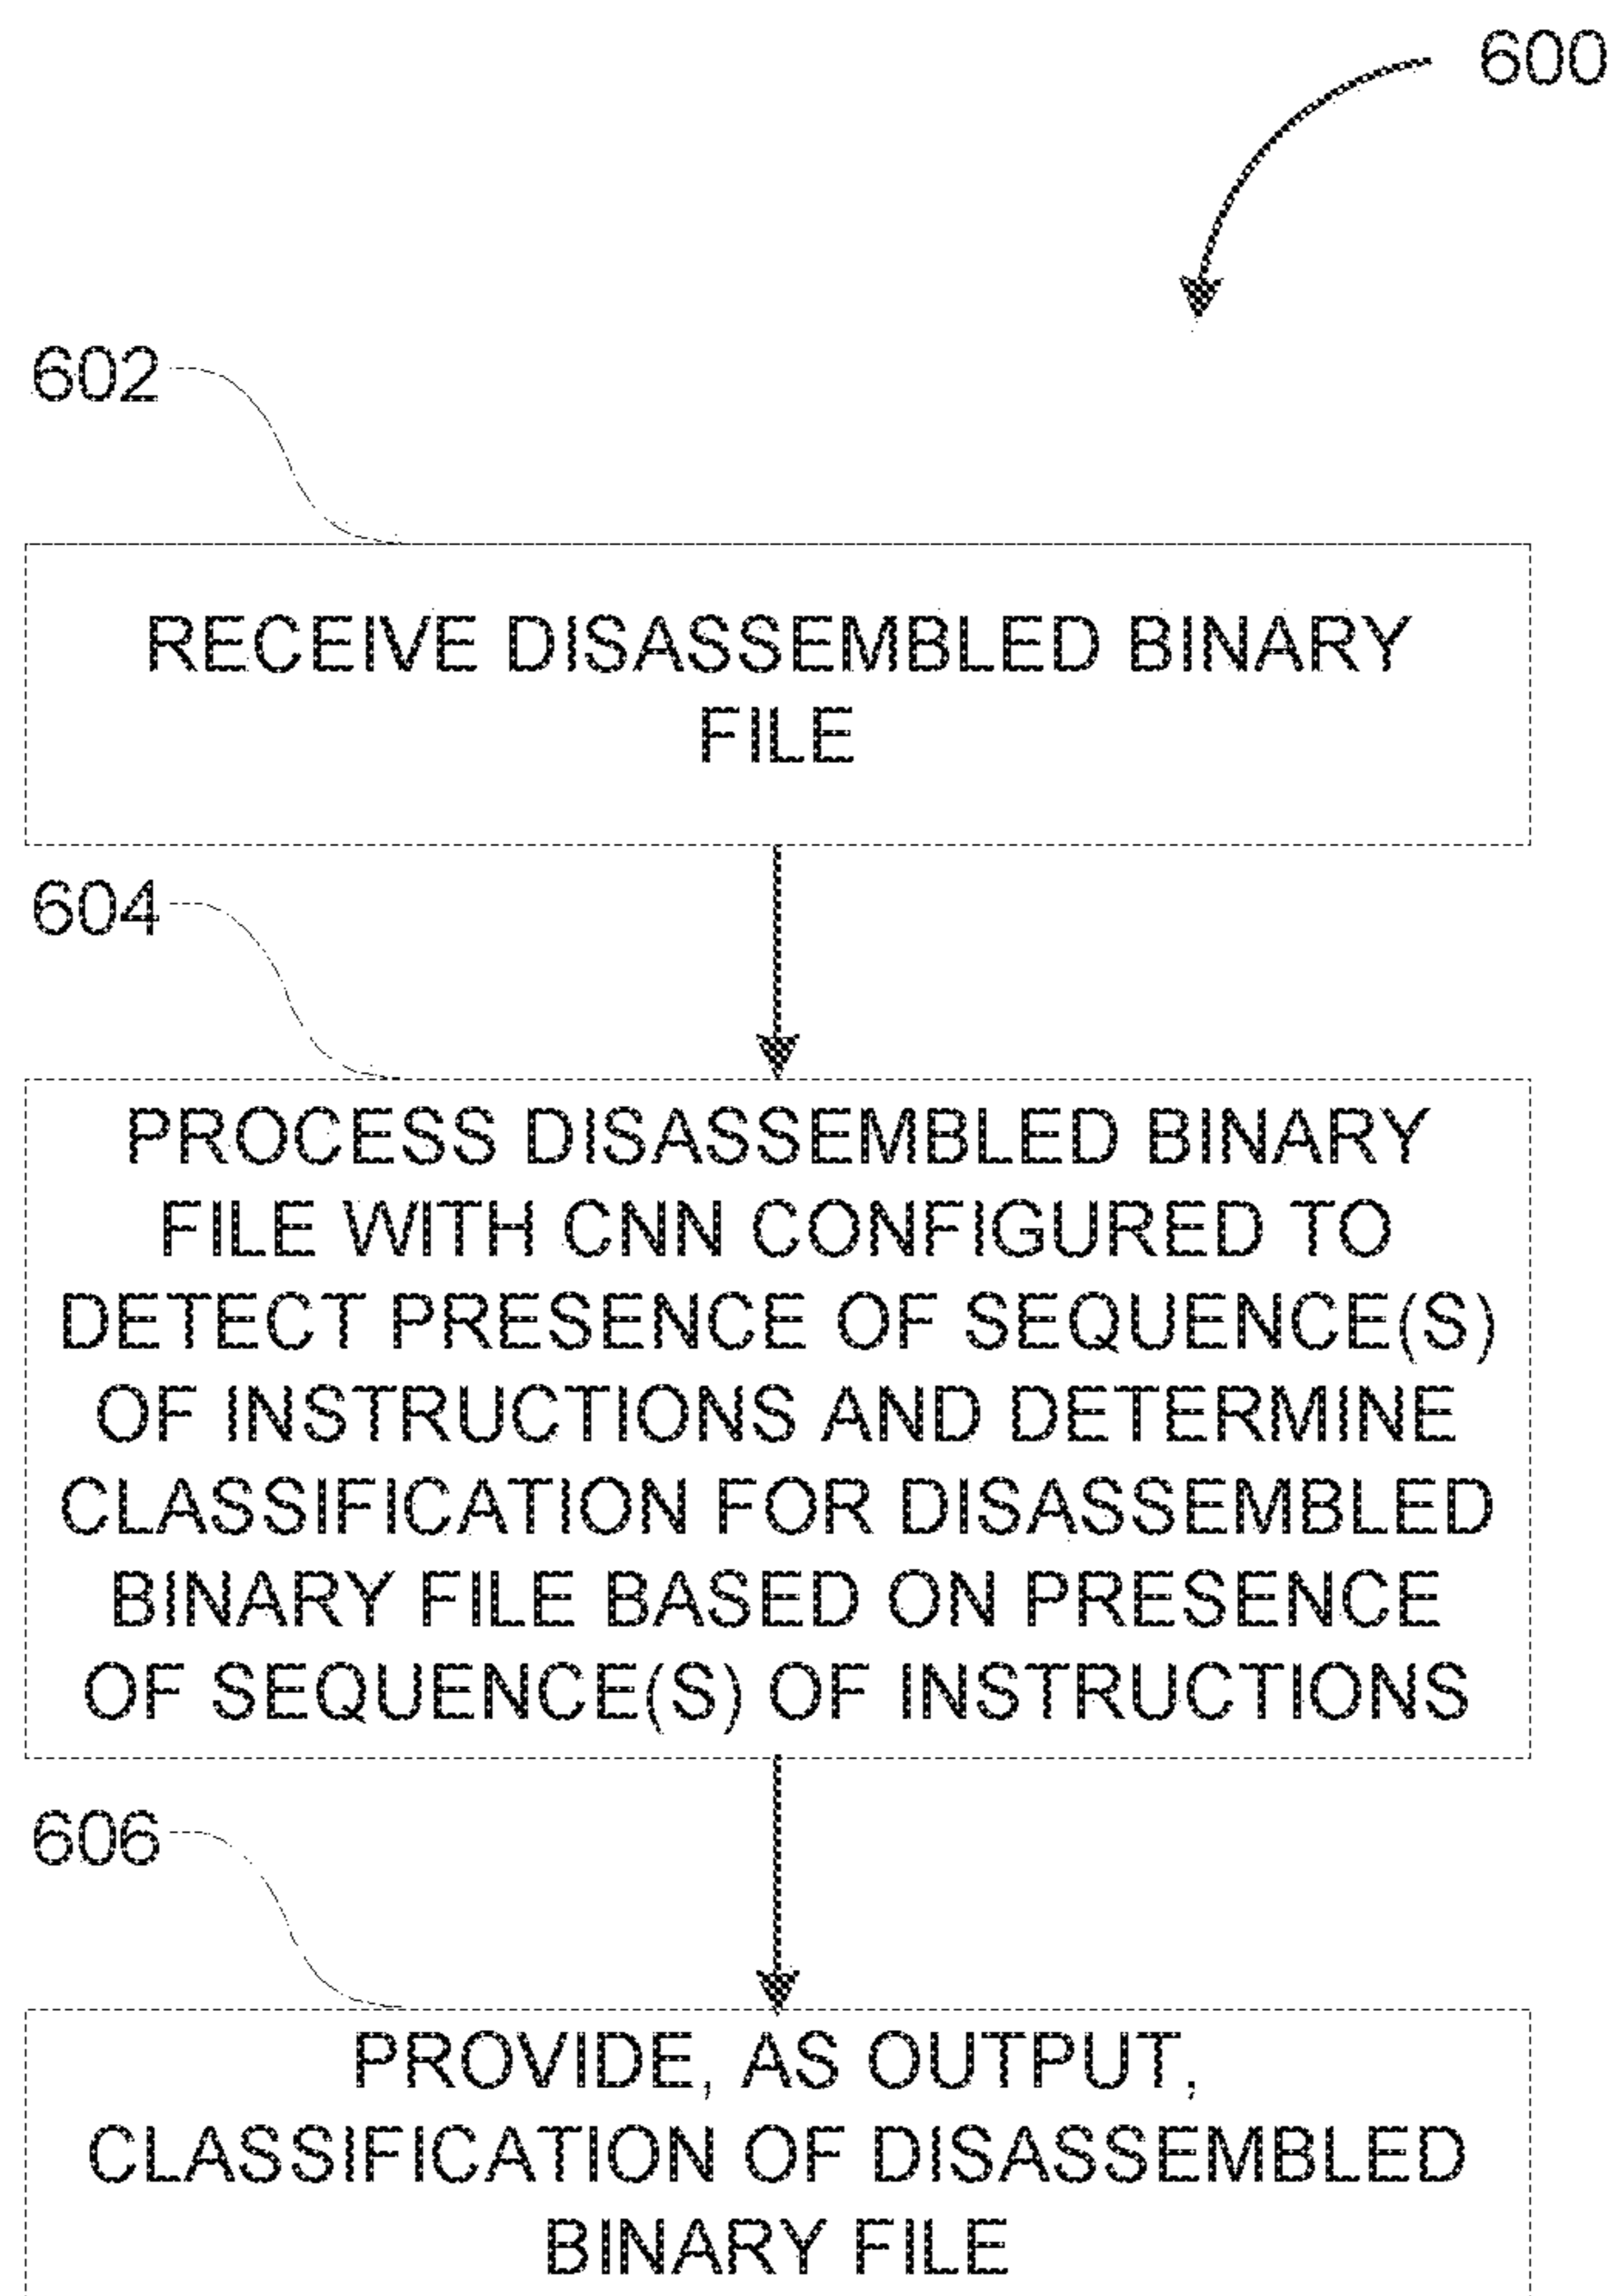 600
602
RECEIVE DISASSEMBLED BINARY
FILE
604
PROCESS DISASSEMBLED BINARY
FILE WITH CNN CONFIGURED TO
DETECT PRESENCE OF SEQUENCE(S)
OF INSTRUCTIONS AND DETERMINE
CLASSIFICATION FOR DISASSEMBLED
BINARY FILE BASED ON PRESENCE
OF SEQUENCE(S) OF INSTRUCTIONS
606
PROVIDE, AS OUTPUT,
CLASSIFICATION OF DISASSEMBLED
BINARY FILE